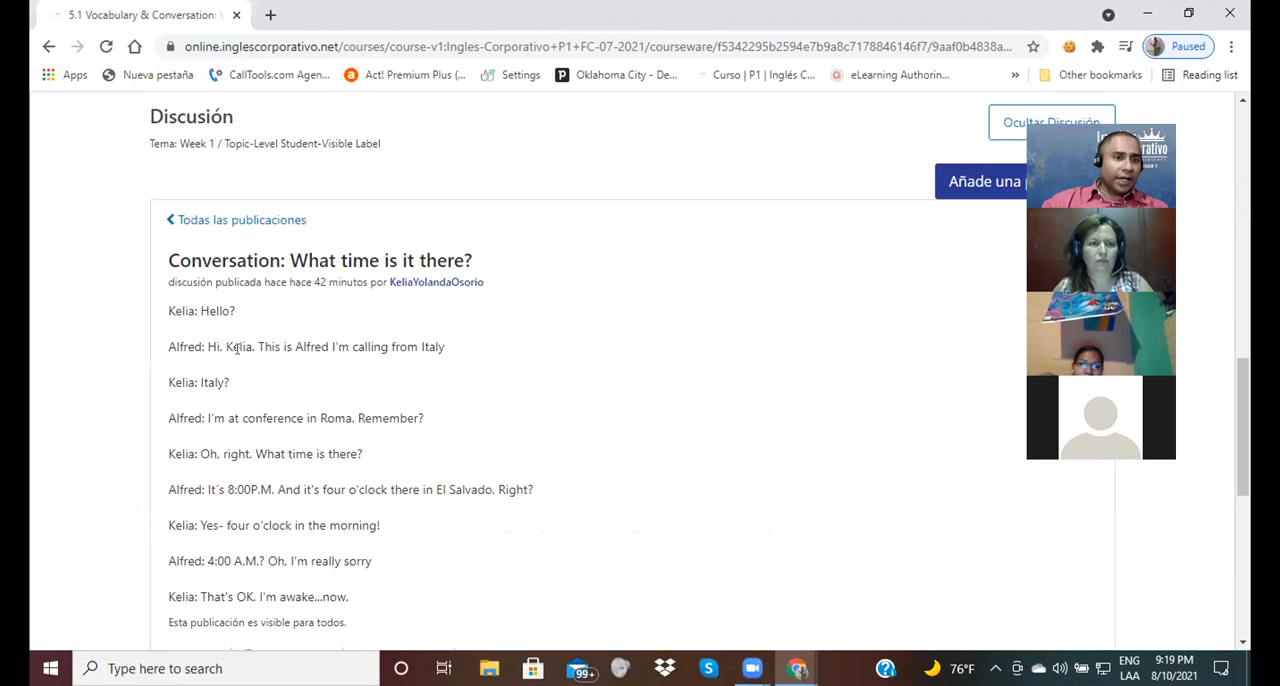 5.1 Vocabulary & Conversation:
online.inglescorporativo.net/courses/course-v1:Ingles-Corporativo+P1+FC-07-2021/courseware/f5342295b2594e7b9a8c7178846146f7/9aaf0b4838a...
Paused
Apps
Nueva pestaña
CallTools.com Agen...
Act! Premium Plus (...
Settings
Oklahoma City - De...
Curso | P1 | Inglés C...
eLearning Authorin...
»
Other bookmarks
Reading list
Discusión
Ocultar Discusión
Tema: Week 1 / Topic-Level Student-Visible Label
Añade una
Todas las publicaciones
Conversation: What time is it there?
discusión publicada hace hace 42 minutos por KeliaYolandaOsorio
Kelia: Hello?
Alfred: Hi, Kelia. This is Alfred I'm calling from Italy
Kelia: Italy?
Alfred: I'm at conference in Roma. Remember?
Kelia: Oh, right. What time is there?
Alfred: It´s 8:00P.M. And it's four o'clock there in El Salvado. Right?
Kelia: Yes- four o'clock in the morning!
Alfred: 4:00 A.M.? Oh, I'm really sorry
Kelia: That's OK. I'm awake...now.
Esta publicación es visible para todos.
Type here to search
99+
76°F
ENG
LAA
9:19 PM
8/10/2021